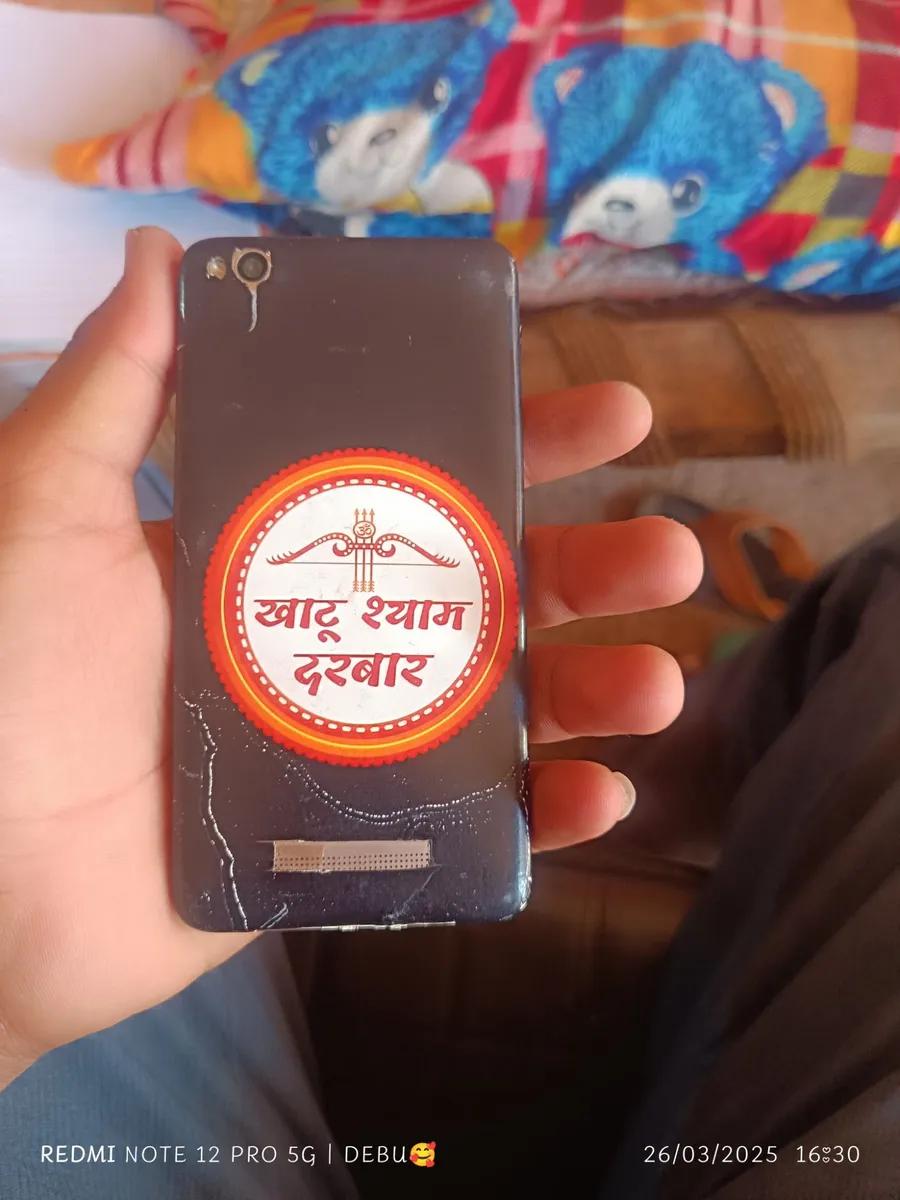 ॐ
खाटू श्याम
दरबार
REDMI NOTE 12 PRO 5G | DEBU🥰
26/03/2025 16:30